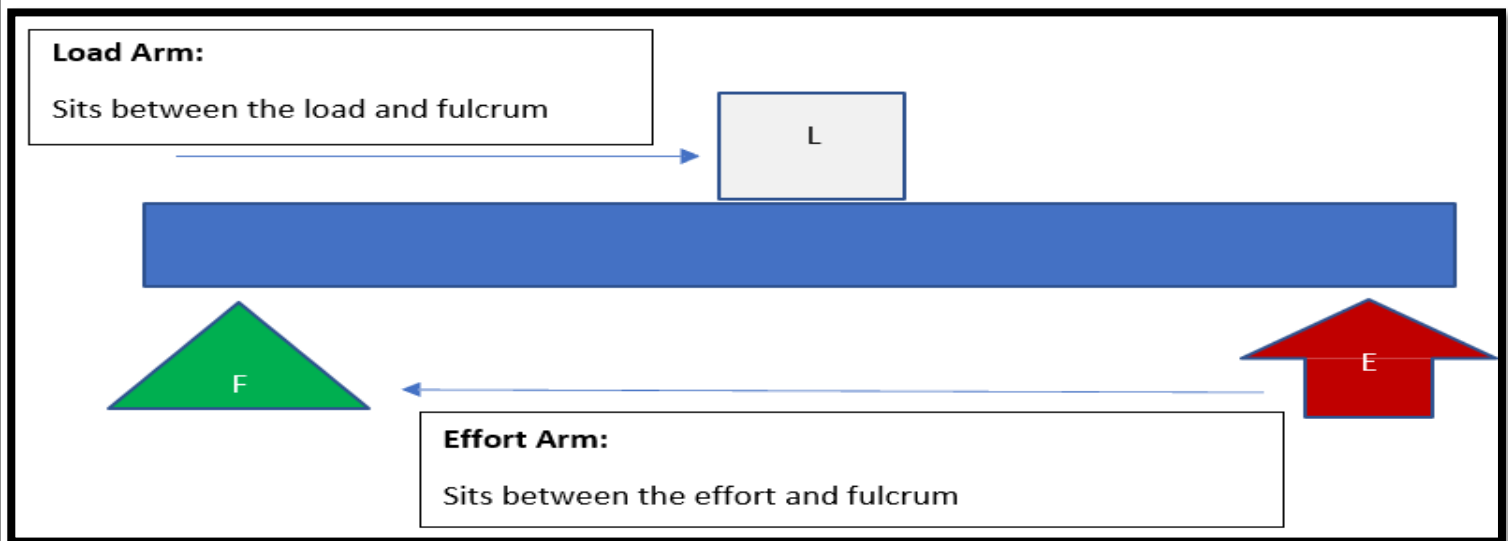 Load Arm:
Sits between the load and fulcrum
L
F
E
Effort Arm:
Sits between the effort and fulcrum